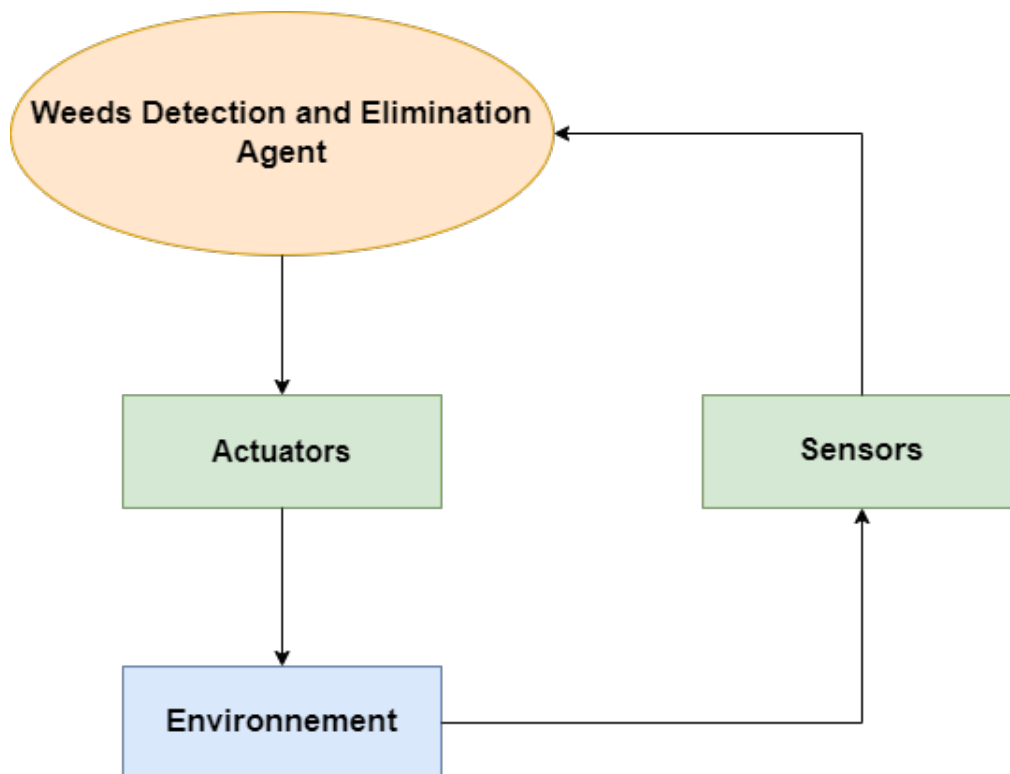 Weeds Detection and Elimination
Agent
Actuators
Sensors
Environnement